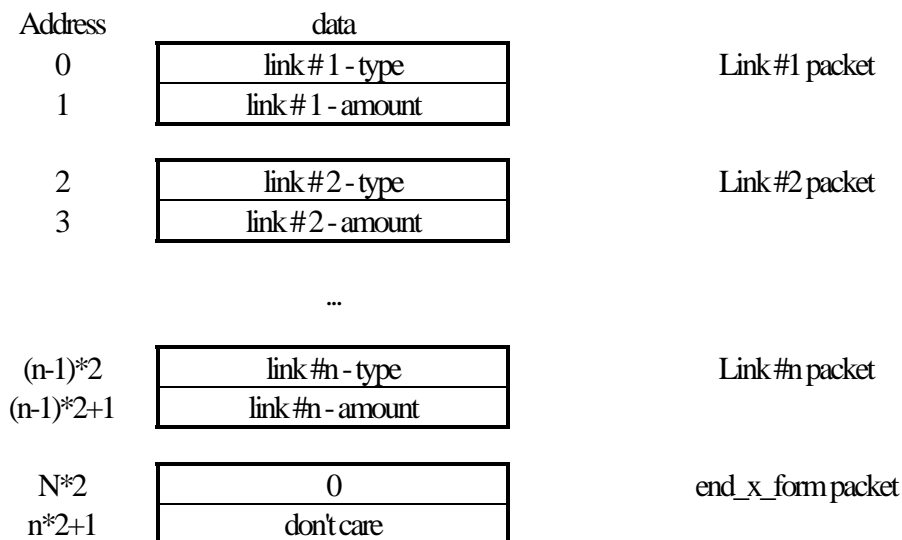 Address data
0 link # 1 - type Link #1 packet
1 link # 1 - amount
2 link # 2 - type Link #2 packet
3 link # 2 - amount
...
(n-1)*2 link #n - type Link #n packet
(n-1)*2+1 link #n - amount
N*2 0 end_x_form packet
n*2+1 don't care